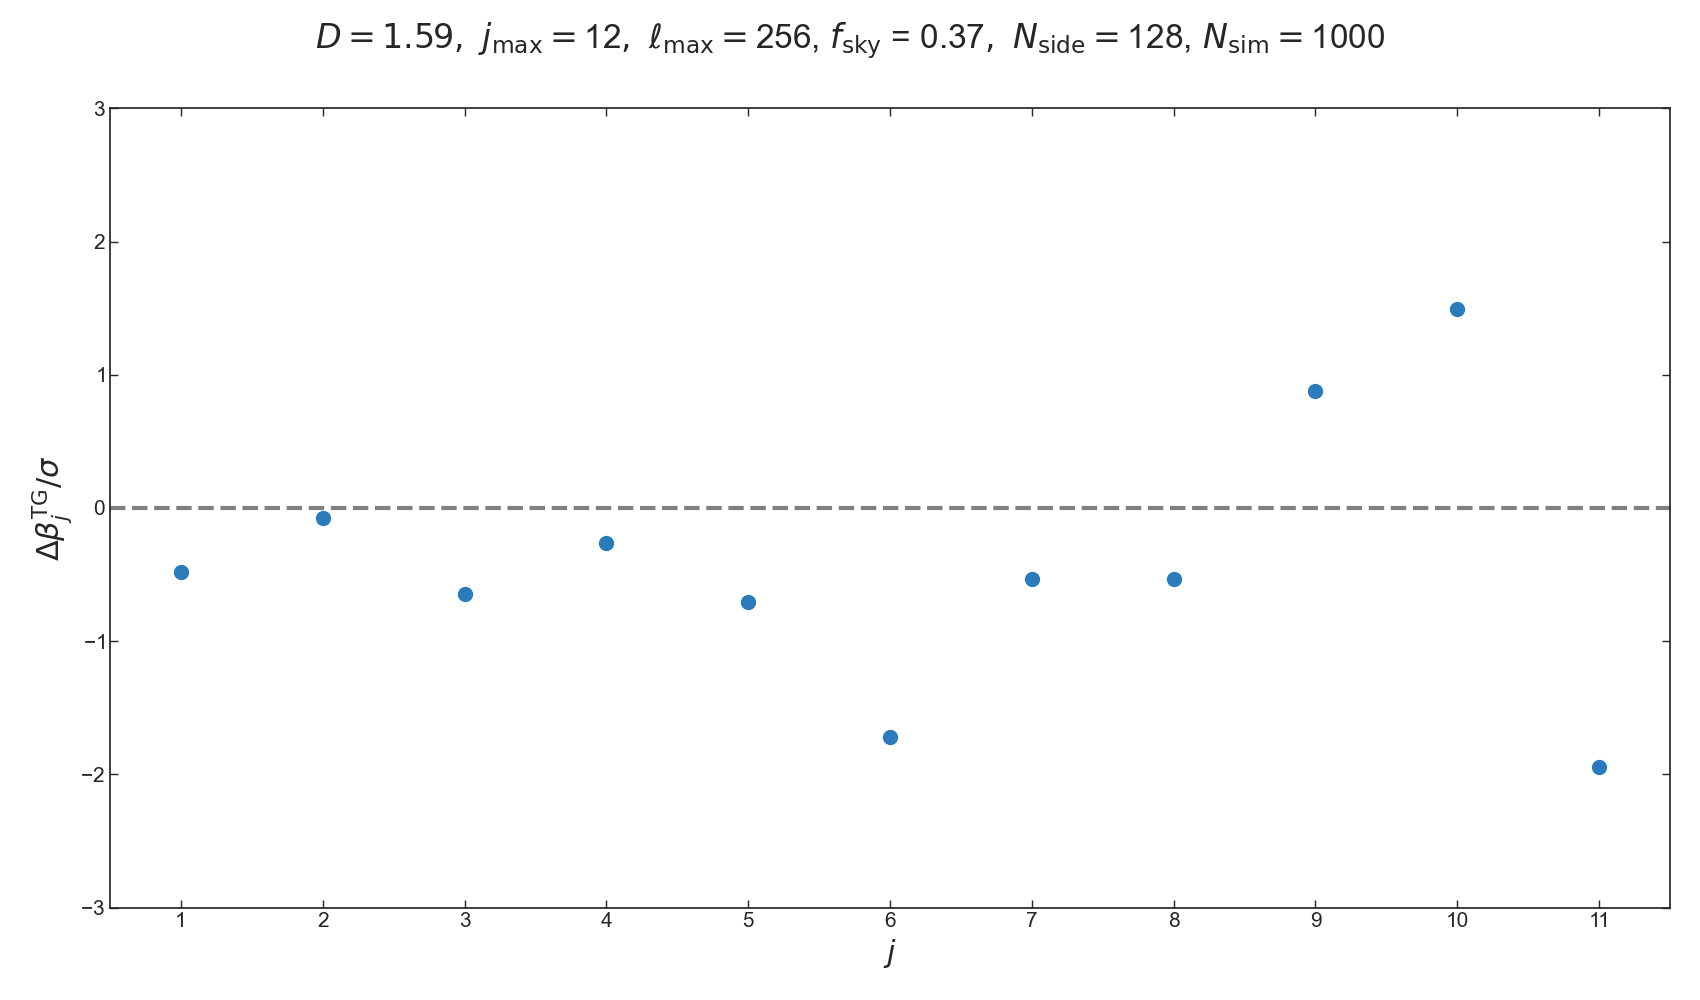 D = 1.59, j_max = 12, ℓ_max = 256, f_sky = 0.37, N_side = 128, N_sim = 1000
3
2
1
0
−1
−2
−3
Δβ_j^TG/σ
1 2 3 4 5 6 7 8 9 10 11
j